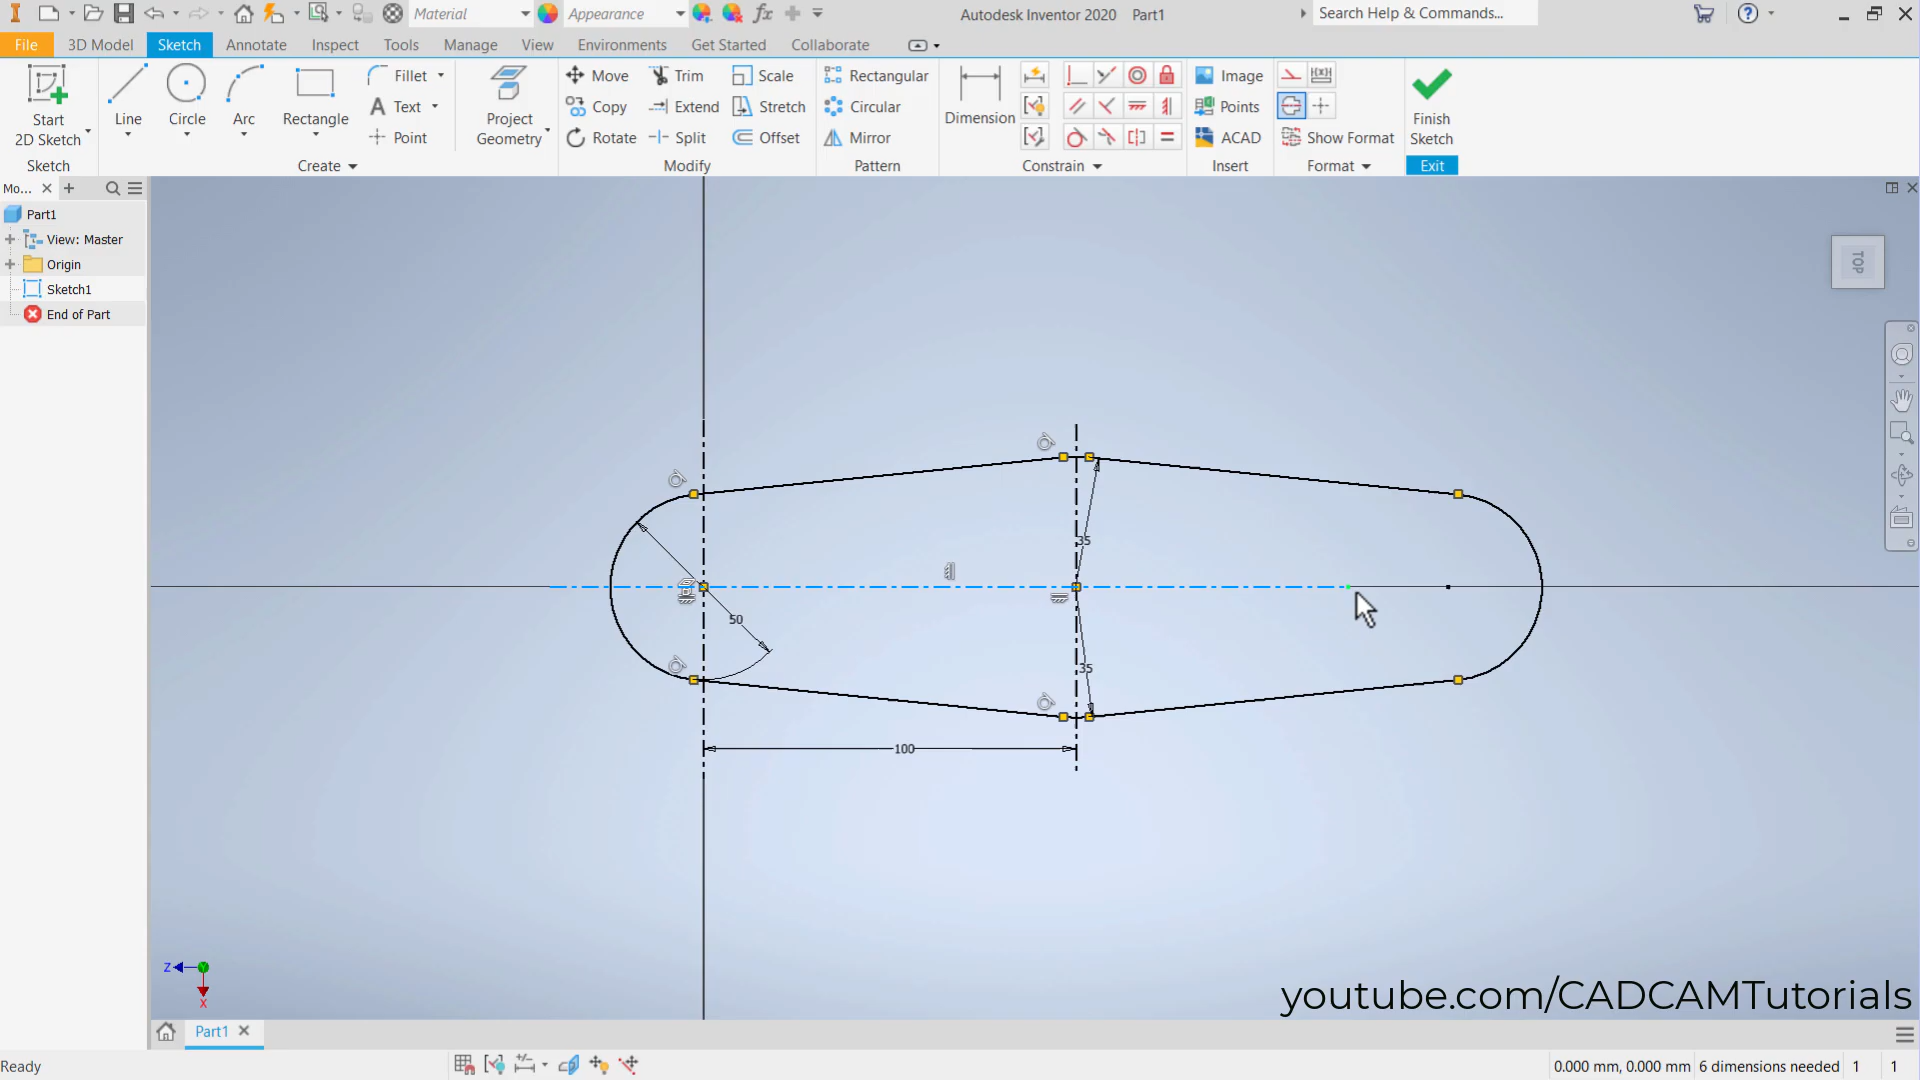 Material Appearance Autodesk Inventor 2020 Part1 Search Help & Commands...
File 3D Model Sketch Annotate Inspect Tools Manage View Environments Get Started Collaborate
Start 2D Sketch
Line
Circle
Arc
Rectangle
Fillet
Text
Point
Project Geometry
Move
Copy
Rotate
Trim
Extend
Split
Scale
Stretch
Offset
Rectangular
Circular
Mirror
Dimension
Image
Points
ACAD
Show Format
Finish Sketch
Sketch Create Modify Pattern Constrain Insert Format Exit
Mo...
Part1
View: Master
Origin
Sketch1
End of Part
TOP
35
50
35
100
Z
Y
X
youtube.com/CADCAMTutorials
Part1
Ready 0.000 mm, 0.000 mm 6 dimensions needed 1 1